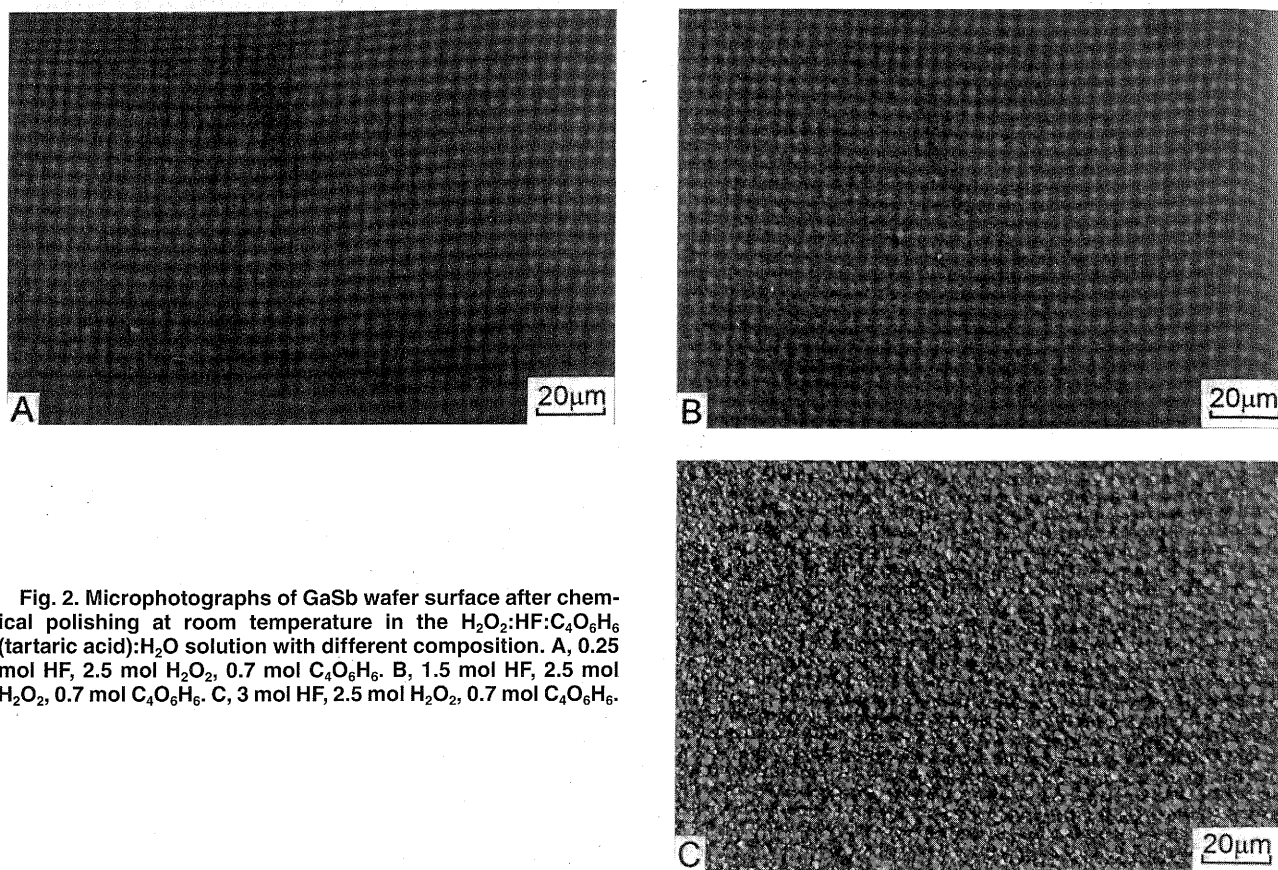 A
20µm
B
20µm
Fig. 2. Microphotographs of GaSb wafer surface after chem-
ical polishing at room temperature in the H₂O₂:HF:C₄O₆H₆
(tartaric acid):H₂O solution with different composition. A, 0.25
mol HF, 2.5 mol H₂O₂, 0.7 mol C₄O₆H₆. B, 1.5 mol HF, 2.5 mol
H₂O₂, 0.7 mol C₄O₆H₆. C, 3 mol HF, 2.5 mol H₂O₂, 0.7 mol C₄O₆H₆.
C
20µm